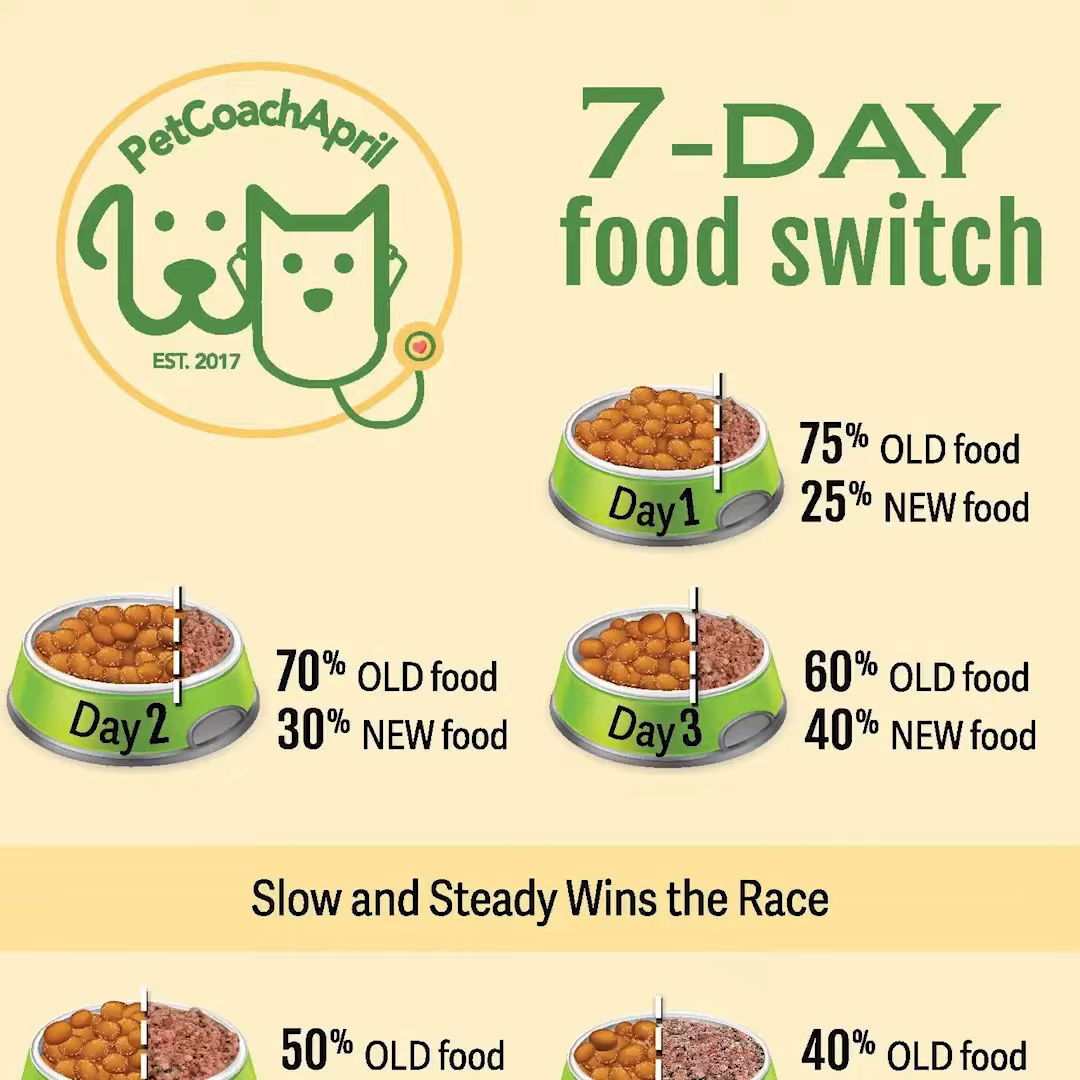 PetCoachApril
EST. 2017
7-DAY
food switch
Day 1
75% OLD food
25% NEW food
Day 2
70% OLD food
30% NEW food
Day 3
60% OLD food
40% NEW food
Slow and Steady Wins the Race
50% OLD food
40% OLD food